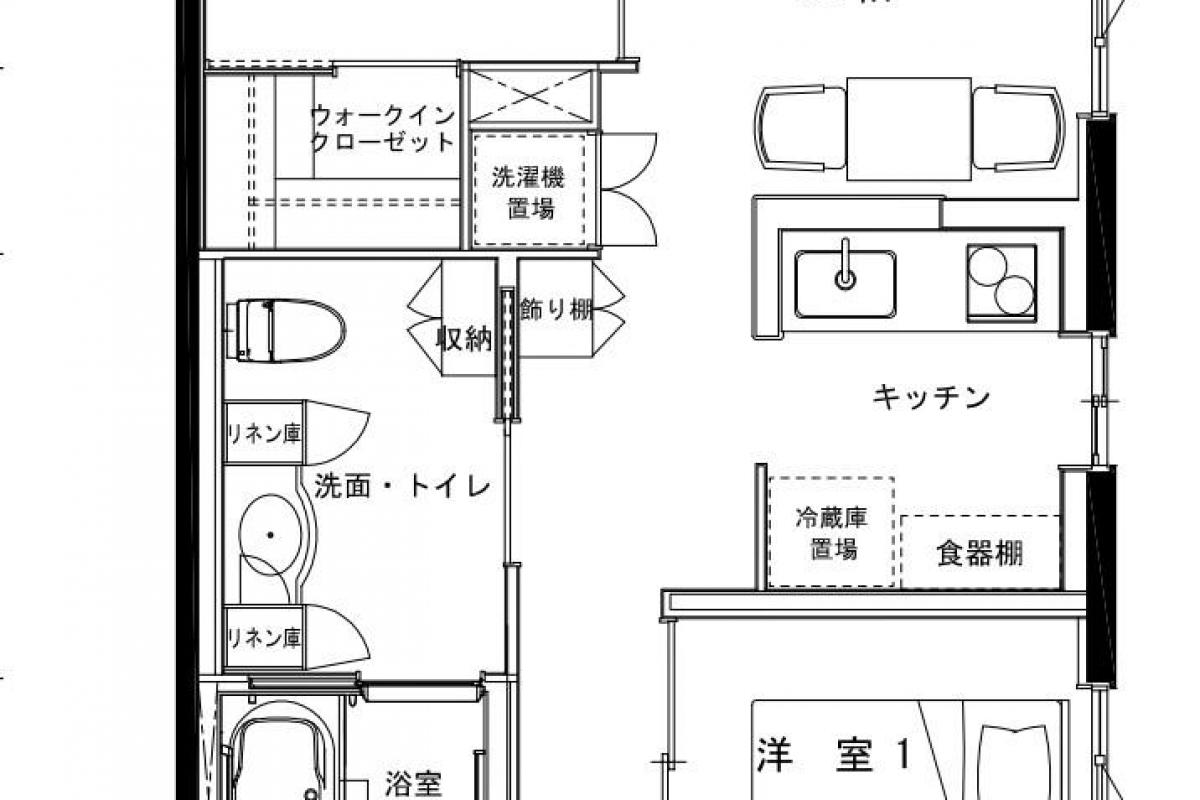 ウォークイン
クローゼット
洗濯機
置場
飾り棚
収納
キッチン
リネン庫
洗面・トイレ
冷蔵庫
置場
食器棚
リネン庫
洋 室 1
浴室